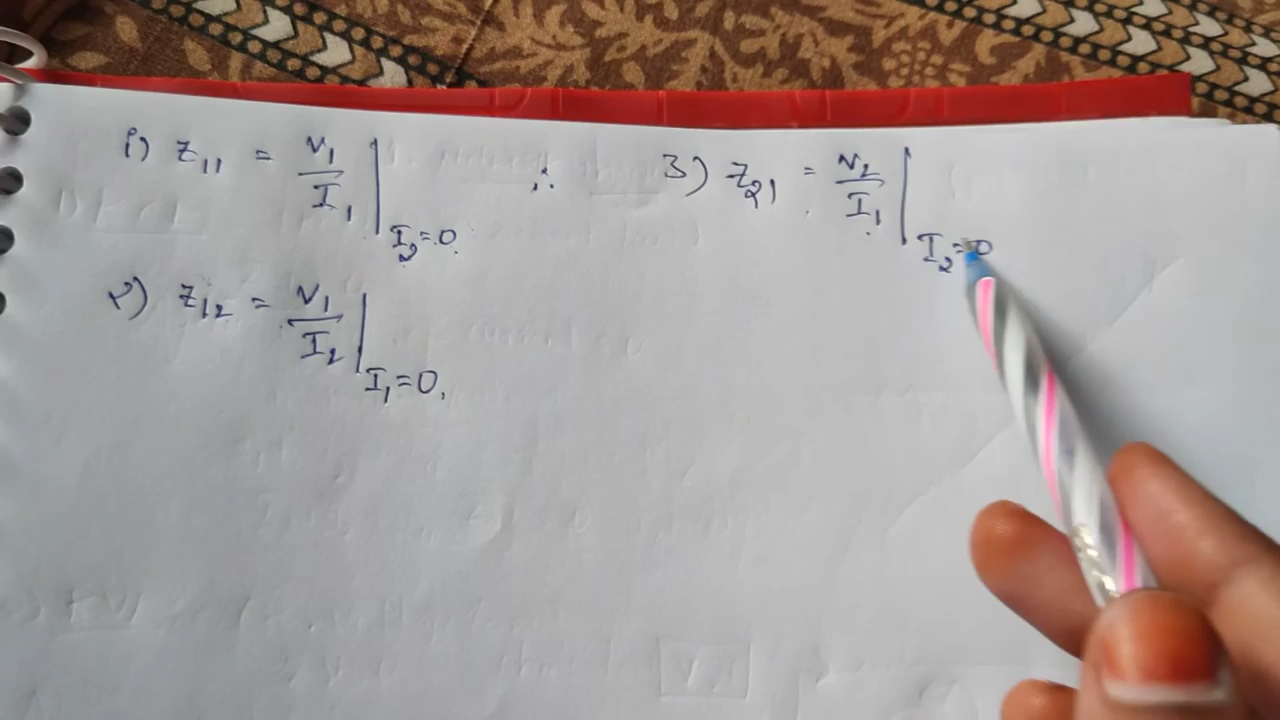 1) Z11 = V1/I1 | I2=0
2) Z12 = V1/I2 | I1=0,
∴ 3) Z21 = V2/I1 | I2=0